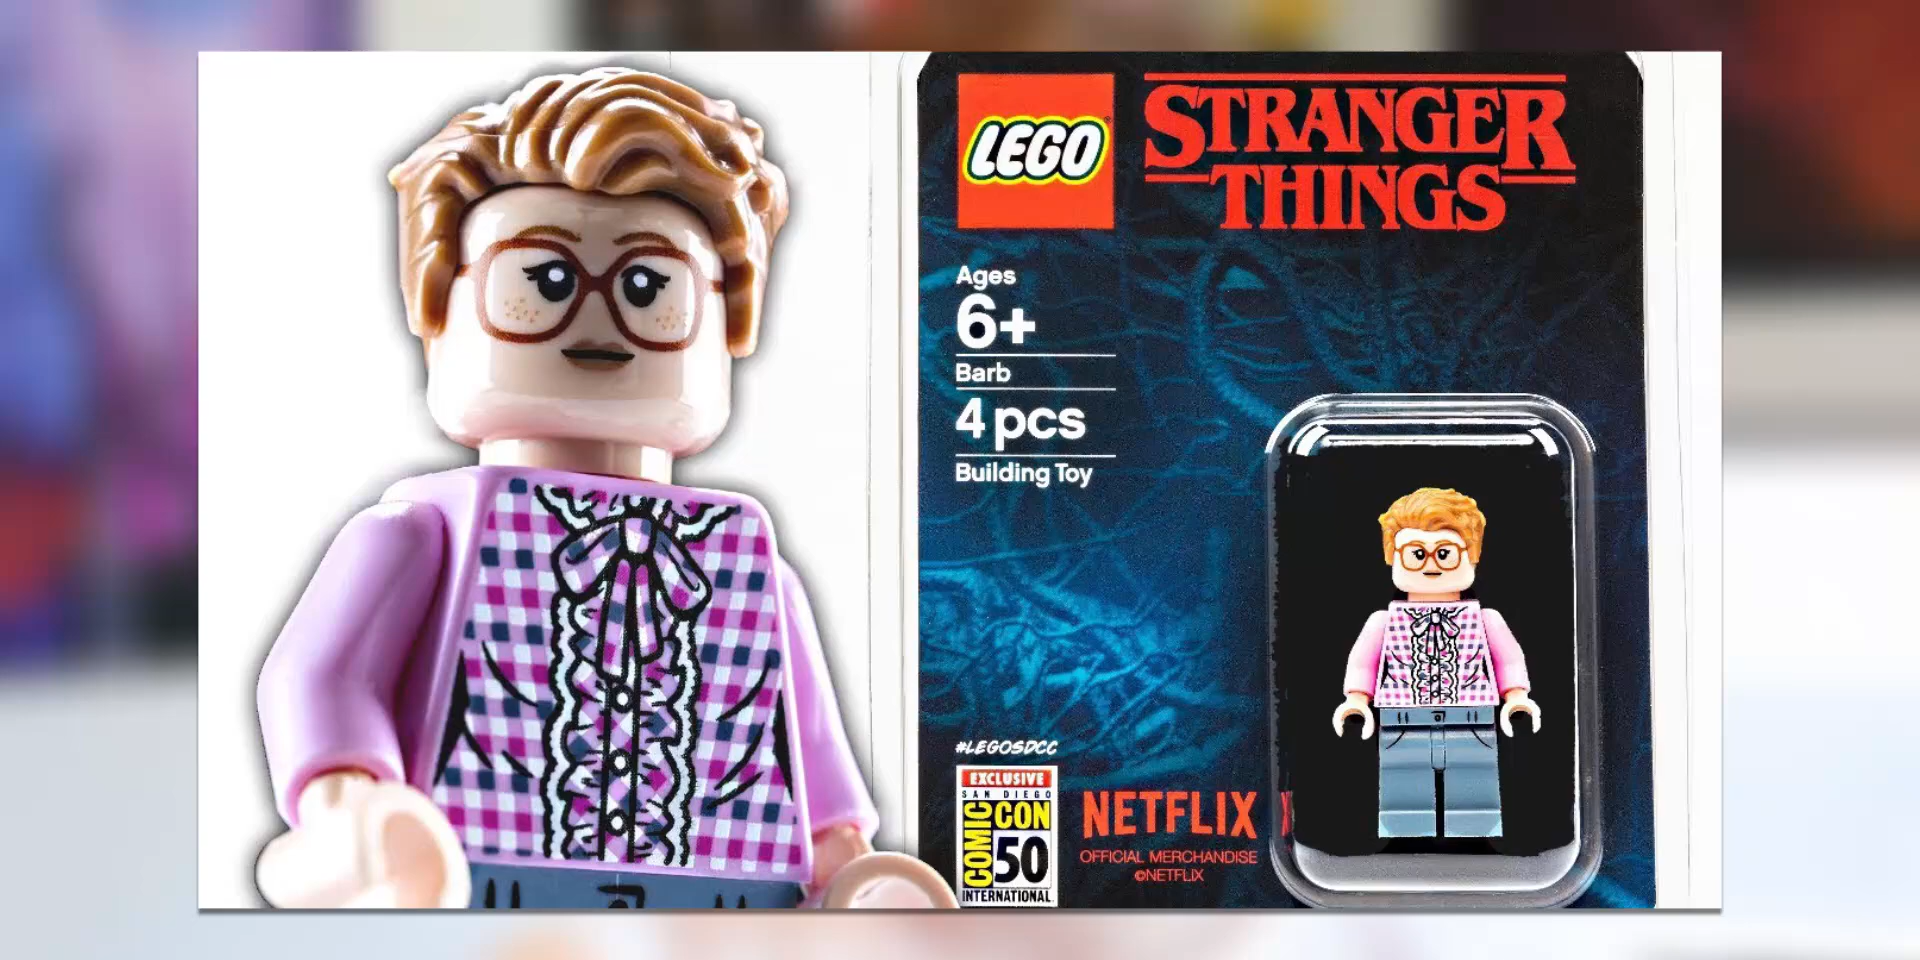 LEGO
STRANGER
THINGS
Ages
6+
Barb
4 pcs
Building Toy
#LEGOSDCC
EXCLUSIVE
SAN DIEGO
COMIC CON
50
INTERNATIONAL
NETFLIX
OFFICIAL MERCHANDISE
©NETFLIX